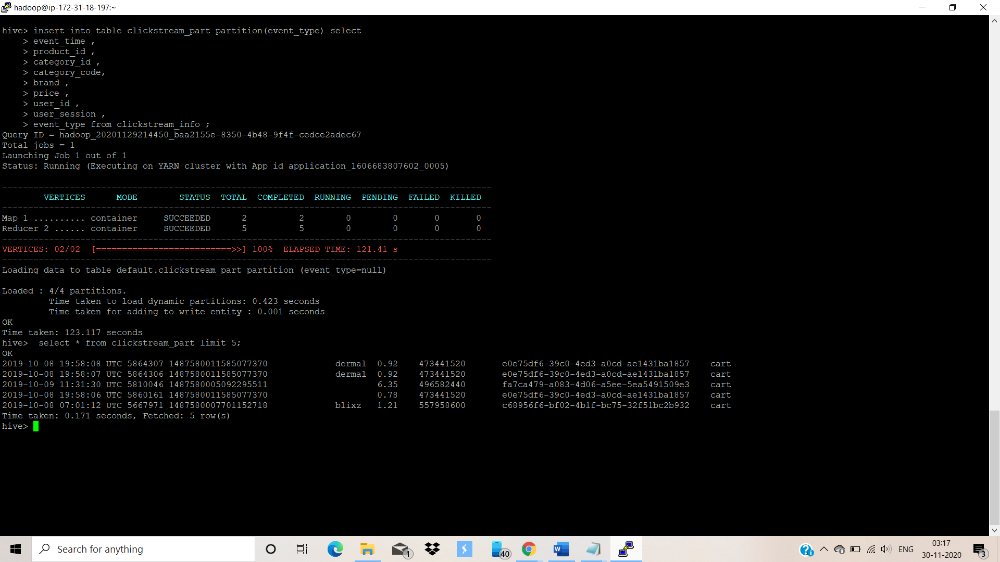 hadoop@ip-172-31-18-197:~
hive> insert into table clickstream_part partition(event_type) select
> event_time ,
> product_id ,
> category_id ,
> category_code,
> brand ,
> price ,
> user_id ,
> user_session ,
> event_type from clickstream_info ;
Query ID = hadoop_20201129214450_baa2155e-8350-4b48-9f4f-cedce2adec67
Total jobs = 1
Launching Job 1 out of 1
Status: Running (Executing on YARN cluster with App id application_1606683807602_0005)
----------------------------------------------------------------------------------------------
VERTICES MODE STATUS TOTAL COMPLETED RUNNING PENDING FAILED KILLED
----------------------------------------------------------------------------------------------
Map 1 .......... container SUCCEEDED 2 2 0 0 0 0
Reducer 2 ...... container SUCCEEDED 5 5 0 0 0 0
----------------------------------------------------------------------------------------------
VERTICES: 02/02 [==========================>>] 100% ELAPSED TIME: 121.41 s
----------------------------------------------------------------------------------------------
Loading data to table default.clickstream_part partition (event_type=null)
Loaded : 4/4 partitions.
Time taken to load dynamic partitions: 0.423 seconds
Time taken for adding to write entity : 0.001 seconds
OK
Time taken: 123.117 seconds
hive> select * from clickstream_part limit 5;
OK
2019-10-08 19:58:08 UTC 5864307 1487580011585077370 dermal 0.92 473441520 e0e75df6-39c0-4ed3-a0cd-ae1431ba1857 cart
2019-10-08 19:58:07 UTC 5864306 1487580011585077370 dermal 0.92 473441520 e0e75df6-39c0-4ed3-a0cd-ae1431ba1857 cart
2019-10-09 11:31:30 UTC 5810046 1487580005092295511 6.35 496582440 fa7ca479-a083-4d06-a5ee-5ea5491509e3 cart
2019-10-08 19:58:06 UTC 5860161 1487580011585077370 0.78 473441520 e0e75df6-39c0-4ed3-a0cd-ae1431ba1857 cart
2019-10-08 07:01:12 UTC 5667971 1487580007701152718 blixz 1.21 557958600 c68956f6-bf02-4b1f-bc75-32f51bc2b932 cart
Time taken: 0.171 seconds, Fetched: 5 row(s)
hive>
Search for anything
1
40
W
ENG
03:17
30-11-2020
3